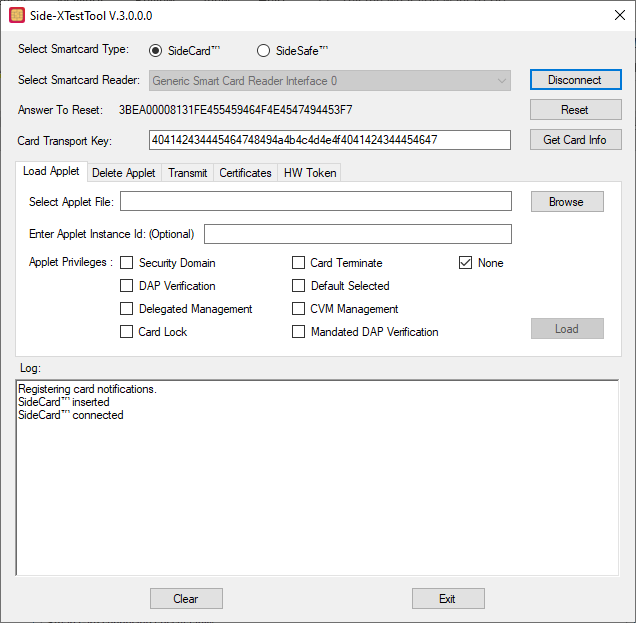 Side-XTestTool V.3.0.0.0
Select Smartcard Type: SideCard™ SideSafe™
Select Smartcard Reader: Generic Smart Card Reader Interface 0 Disconnect
Answer To Reset: 3BEA00008131FE455459464F4E4547494453F7 Reset
Card Transport Key: 404142434445464748494a4b4c4d4e4f4041424344454647 Get Card Info
Load Applet Delete Applet Transmit Certificates HW Token
Select Applet File: Browse
Enter Applet Instance Id: (Optional)
Applet Privileges : Security Domain Card Terminate None
DAP Verification Default Selected
Delegated Management CVM Management
Card Lock Mandated DAP Verification Load
Log:
Registering card notifications.
SideCard™ inserted
SideCard™ connected
Clear Exit